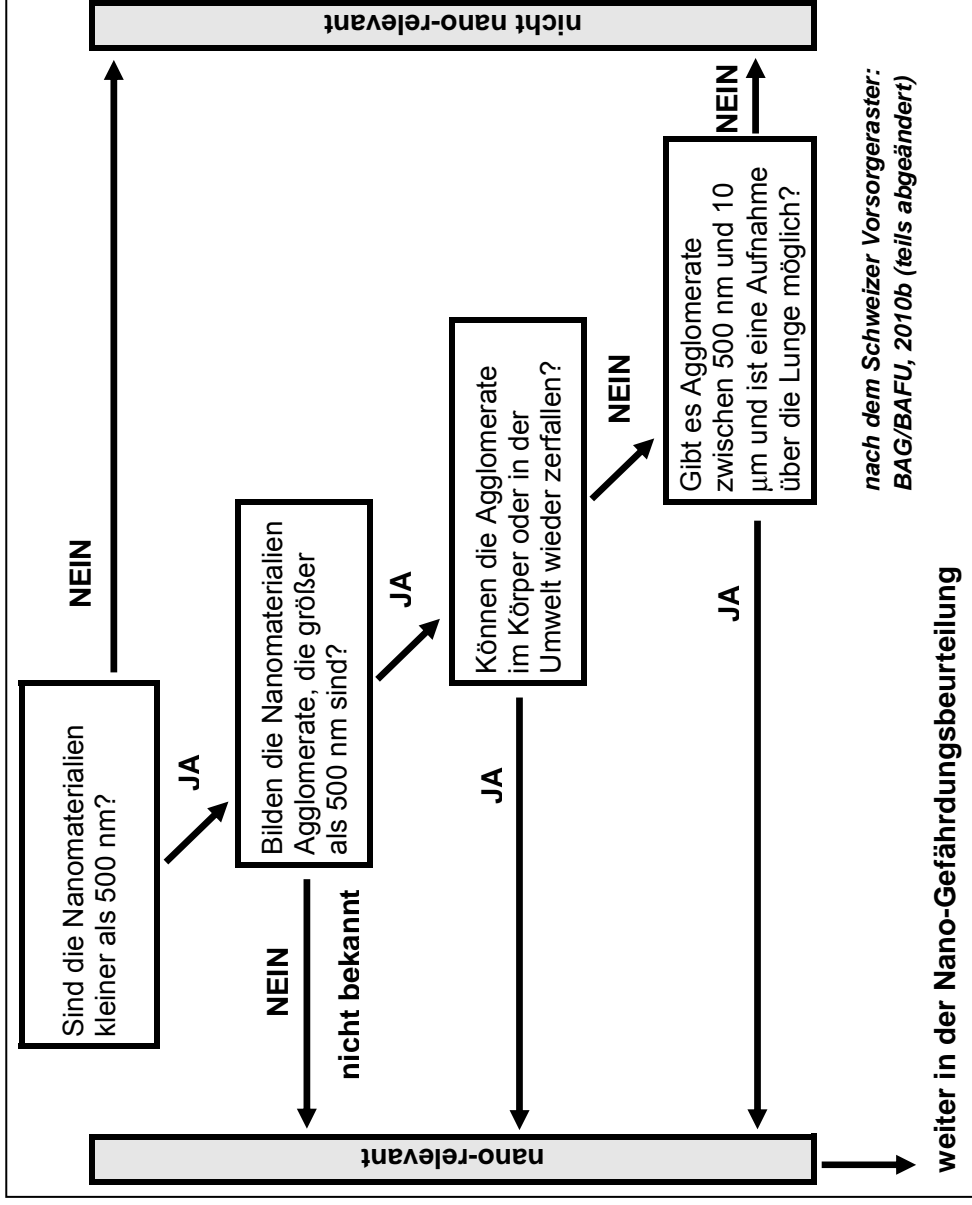 Sind die Nanomaterialien
kleiner als 500 nm?
NEIN
JA
Bilden die Nanomaterialien
Agglomerate, die größer
als 500 nm sind?
NEIN
nicht bekannt
JA
Können die Agglomerate
im Körper oder in der
Umwelt wieder zerfallen?
JA
NEIN
Gibt es Agglomerate
zwischen 500 nm und 10
μm und ist eine Aufnahme
über die Lunge möglich?
JA
NEIN
nano-relevant
nicht nano-relevant
nach dem Schweizer Vorsorgeraster:
BAG/BAFU, 2010b (teils abgeändert)
weiter in der Nano-Gefährdungsbeurteilung